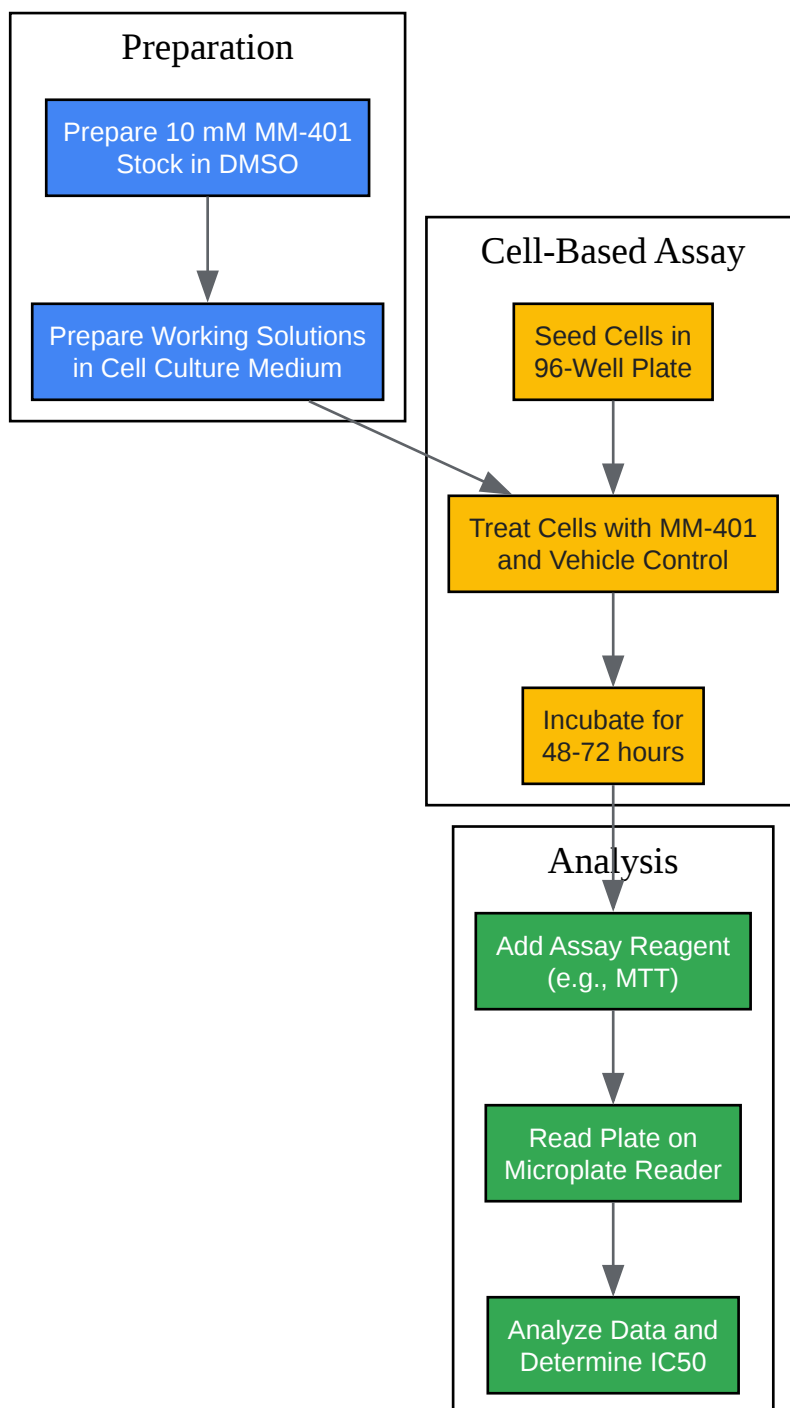 Preparation
Prepare 10 mM MM-401
Stock in DMSO
Prepare Working Solutions
in Cell Culture Medium
Cell-Based Assay
Seed Cells in
96-Well Plate
Treat Cells with MM-401
and Vehicle Control
Incubate for
48-72 hours
Analysis
Add Assay Reagent
(e.g., MTT)
Read Plate on
Microplate Reader
Analyze Data and
Determine IC50